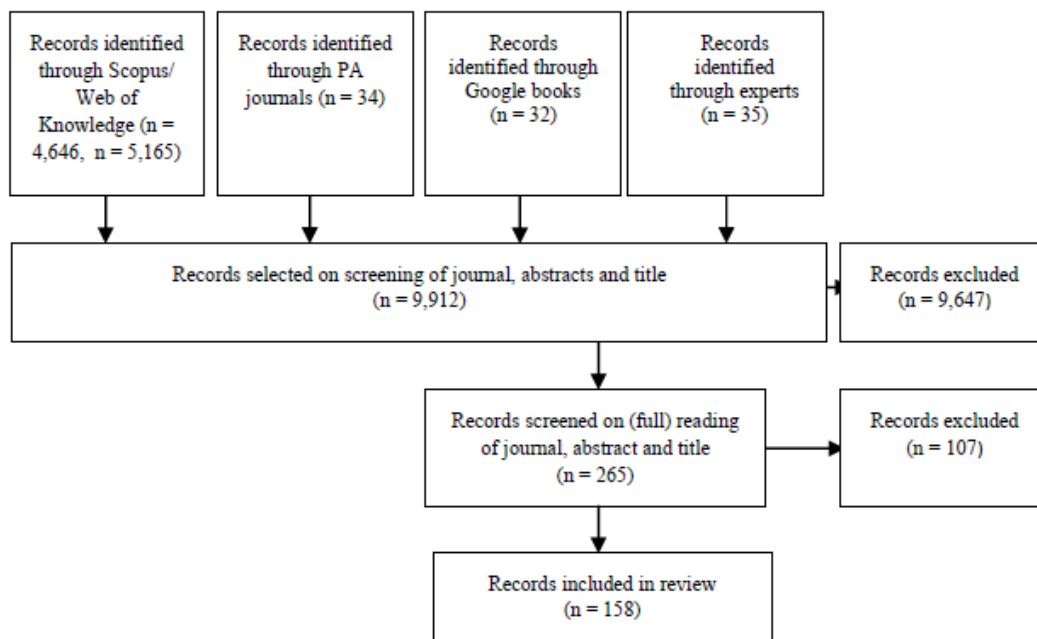 Records identified
through Scopus/
Web of
Knowledge (n =
4,646, n = 5,165)
Records identified
through PA
journals (n = 34)
Records
identified through
Google books
(n = 32)
Records
identified
through experts
(n = 35)
Records selected on screening of journal, abstracts and title
(n = 9,912)
Records excluded
(n = 9,647)
Records screened on (full) reading
of journal, abstract and title
(n = 265)
Records excluded
(n = 107)
Records included in review
(n = 158)